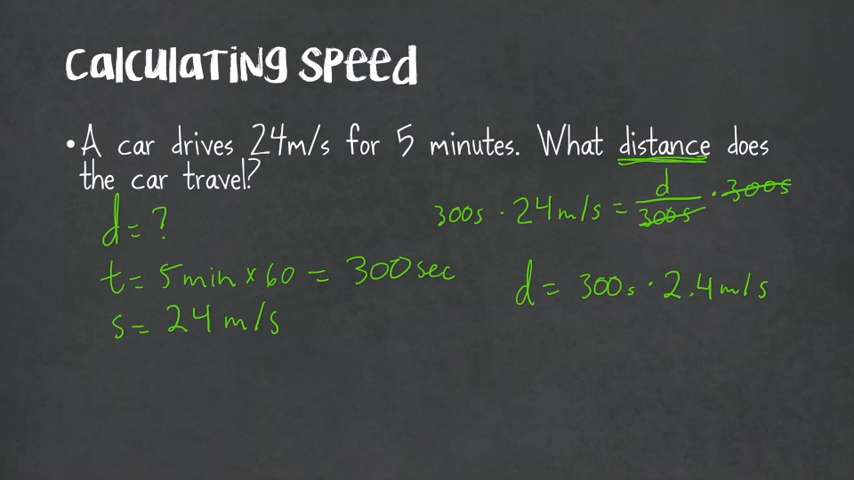 Calculating Speed
•A car drives 24m/s for 5 minutes. What distance does
the car travel?
d = ?
300s · 24m/s = d/300s · 300s
t = 5min × 60 = 300sec
d = 300s · 2.4m/s
s = 24 m/s